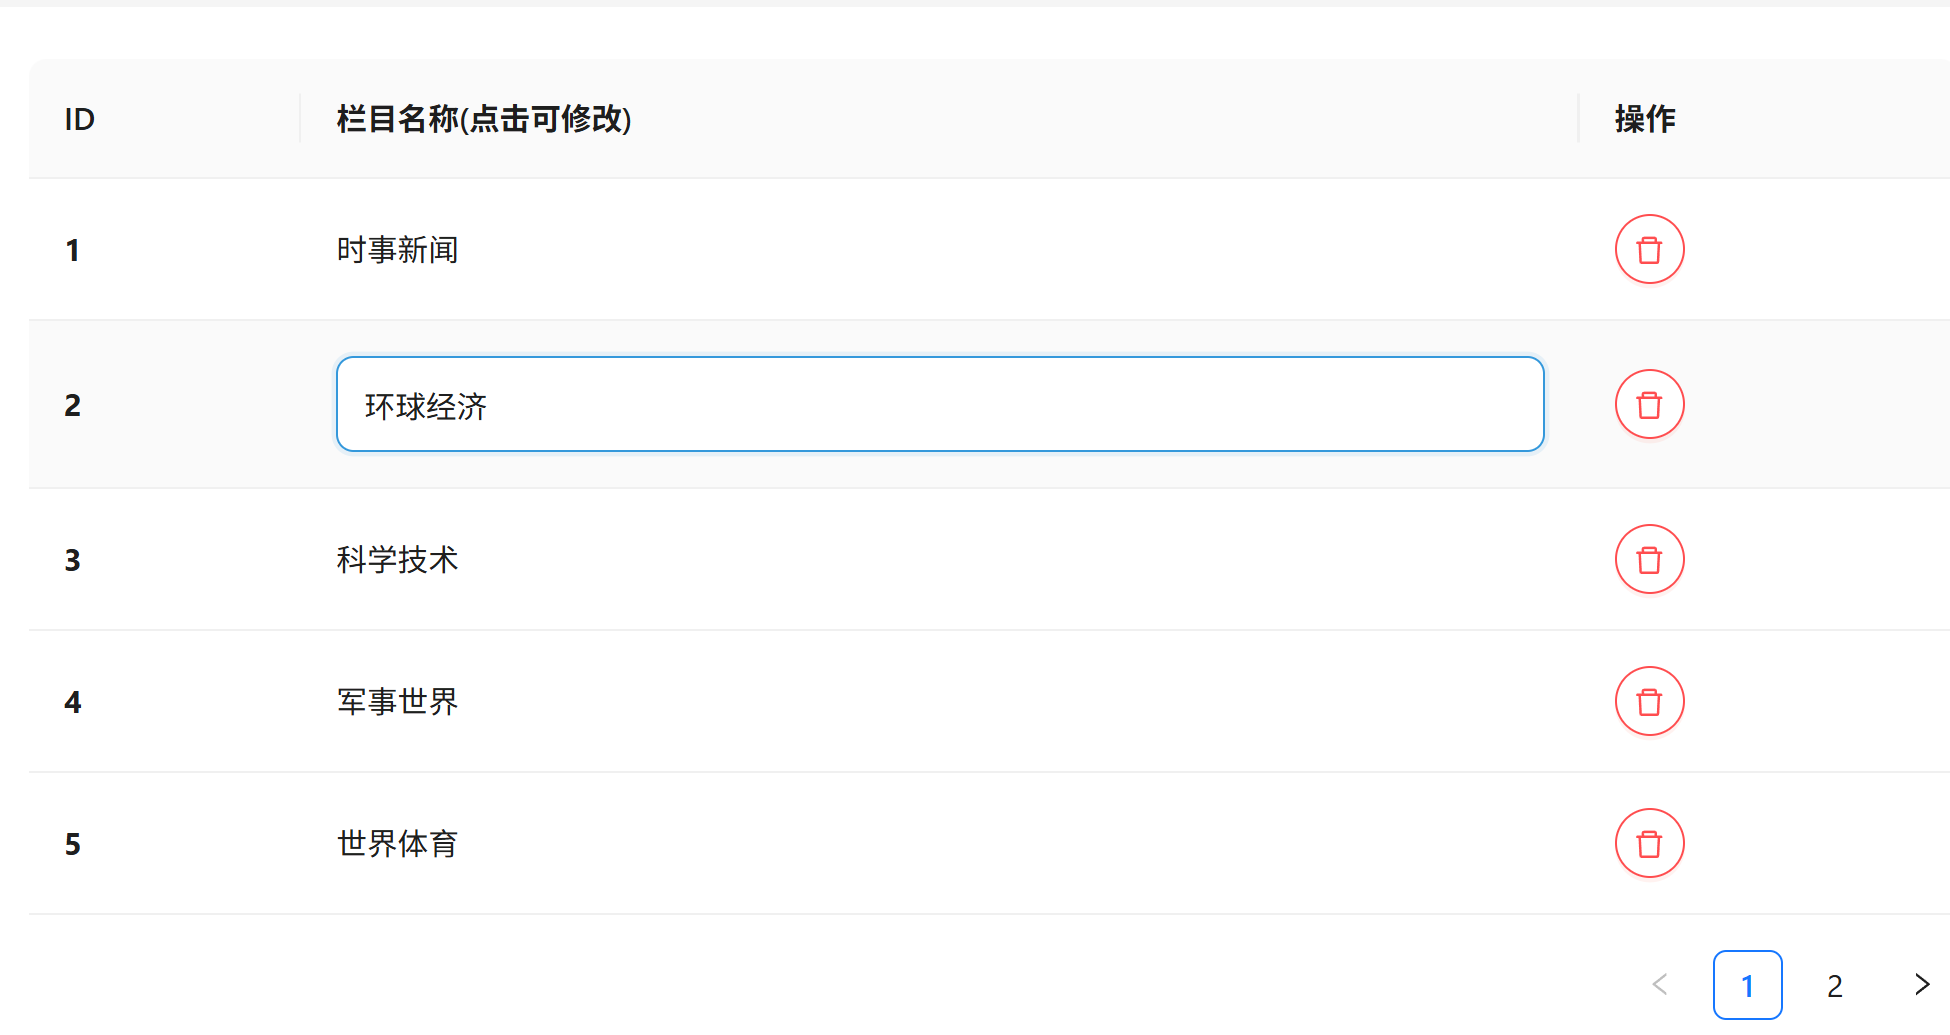 ID 栏目名称(点击可修改) 操作
1 时事新闻
2 环球经济
3 科学技术
4 军事世界
5 世界体育
< 1 2 >